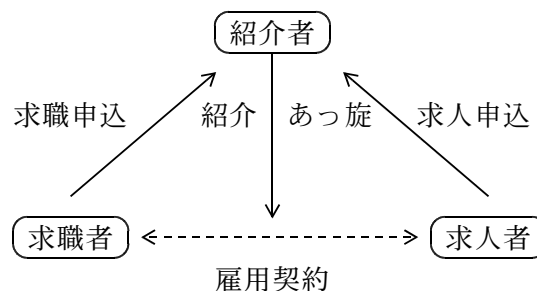 紹介者
求職申込
紹介
あっ旋
求人申込
求職者
求人者
雇用契約